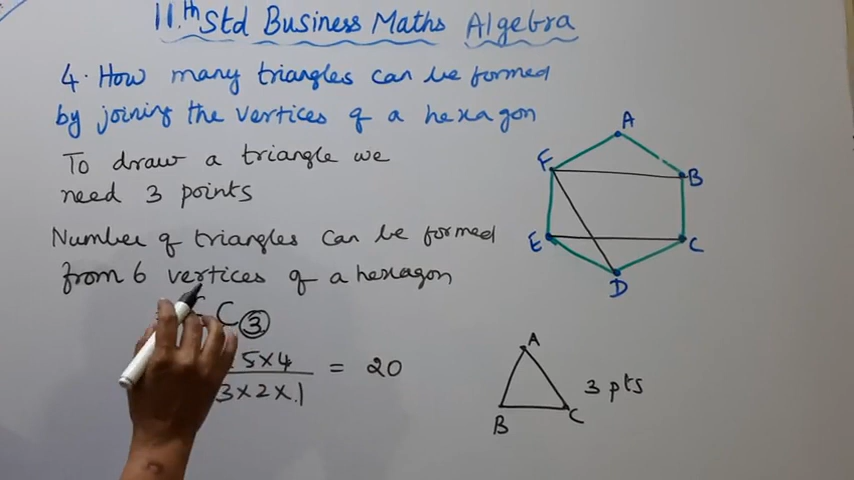 11.th Std Business Maths Algebra
4. How many triangles can be formed
by joining the vertices of a hexagon
To draw a triangle we
need 3 points
Number of triangles can be formed
from 6 vertices of a hexagon
C 3
5 x 4
3 x 2 x 1
= 20
A
F
B
E
C
D
A
3 pts
B
C